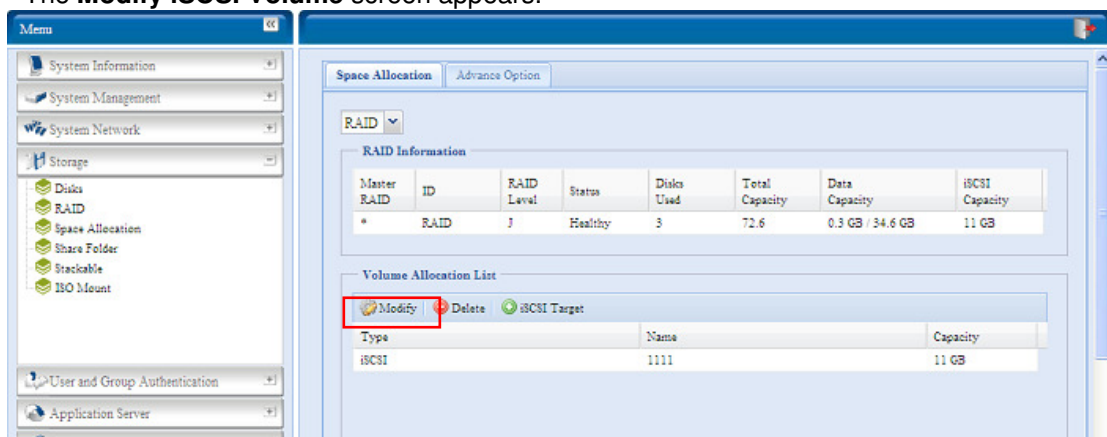 The Modify iSCSI Volume screen appears.
Menu
System Information
System Management
System Network
Storage
Disks
RAID
Space Allocation
Share Folder
Stackable
ISO Mount
User and Group Authentication
Application Server
Space Allocation Advance Option
RAID
RAID Information
Master RAID ID RAID Level Status Disks Used Total Capacity Data Capacity iSCSI Capacity
* RAID J Healthy 3 72.6 0.3 GB / 34.6 GB 11 GB
Volume Allocation List
Modify Delete iSCSI Target
Type Name Capacity
iSCSI 1111 11 GB